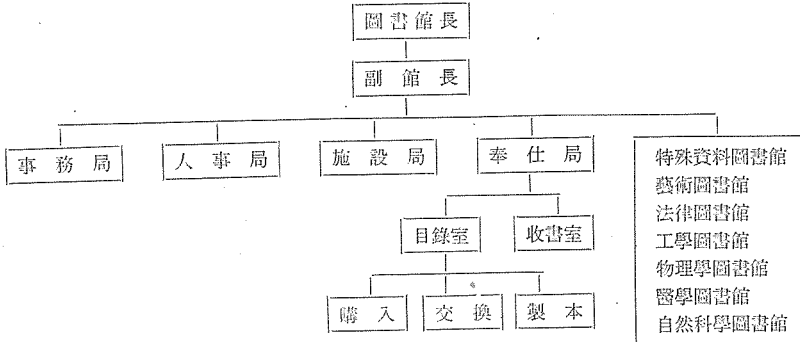 圖書館長
副館長
事務局
人事局
施設局
奉仕局
特殊資料圖書館
藝術圖書館
法律圖書館
工學圖書館
物理學圖書館
醫學圖書館
自然科學圖書館
目錄室
收書室
購入
交換
製本